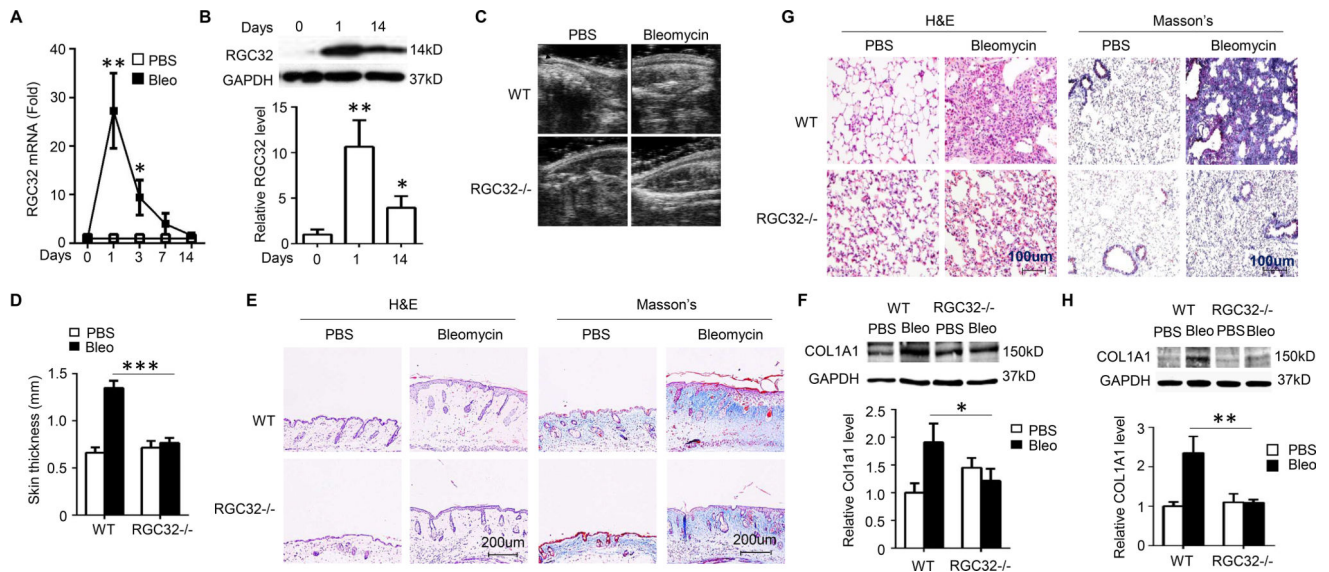 A
RGC32 mRNA (Fold)
40
30
20
10
0
**
*
PBS
Bleo
Days
0
1
3
7
14
B
Days 0 1 14
RGC32 14kD
GAPDH 37kD
Relative RGC32 level
15
10
5
0
**
*
Days 0 1 14
C
PBS Bleomycin
WT
RGC32-/-
G
H&E Masson's
PBS Bleomycin PBS Bleomycin
WT
RGC32-/-
100um 100um
D
PBS
Bleo
Skin thickness (mm)
1.5
1.0
0.5
0.0
***
WT RGC32-/-
E
H&E Masson's
PBS Bleomycin PBS Bleomycin
WT
RGC32-/-
200um 200um
F
WT RGC32-/-
PBS Bleo PBS Bleo
COL1A1 150kD
GAPDH 37kD
Relative Col1a1 level
2.5
2.0
1.5
1.0
0.5
0.0
*
PBS
Bleo
WT RGC32-/-
H
WT RGC32-/-
PBS Bleo PBS Bleo
COL1A1 150kD
GAPDH 37kD
Relative COL1A1 level
4
3
2
1
0
**
PBS
Bleo
WT RGC32-/-